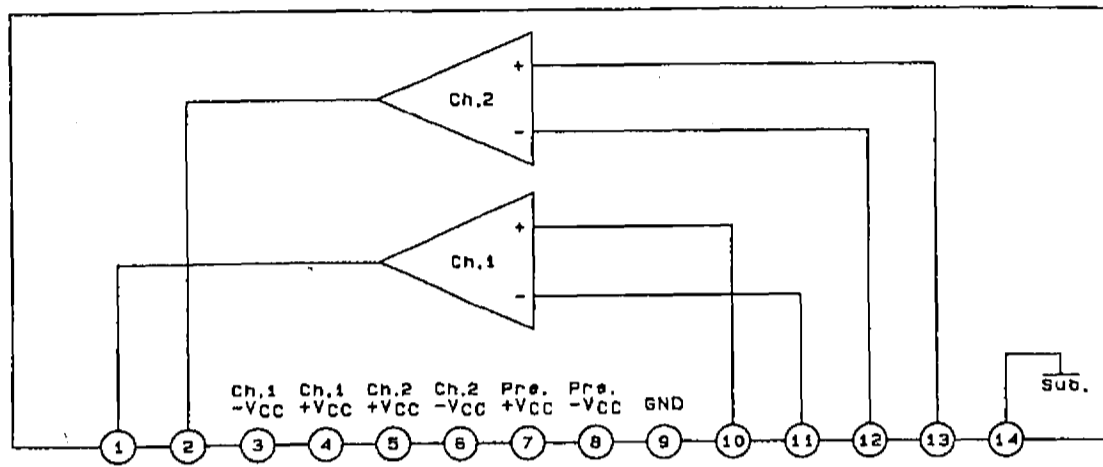 +
Ch.2
-
+
Ch.1
-
Ch.1 Ch.1 Ch.2 Ch.2 Pre. Pre.
-VCC +VCC +VCC -VCC +VCC -VCC GND
Sub.
1 2 3 4 5 6 7 8 9 10 11 12 13 14